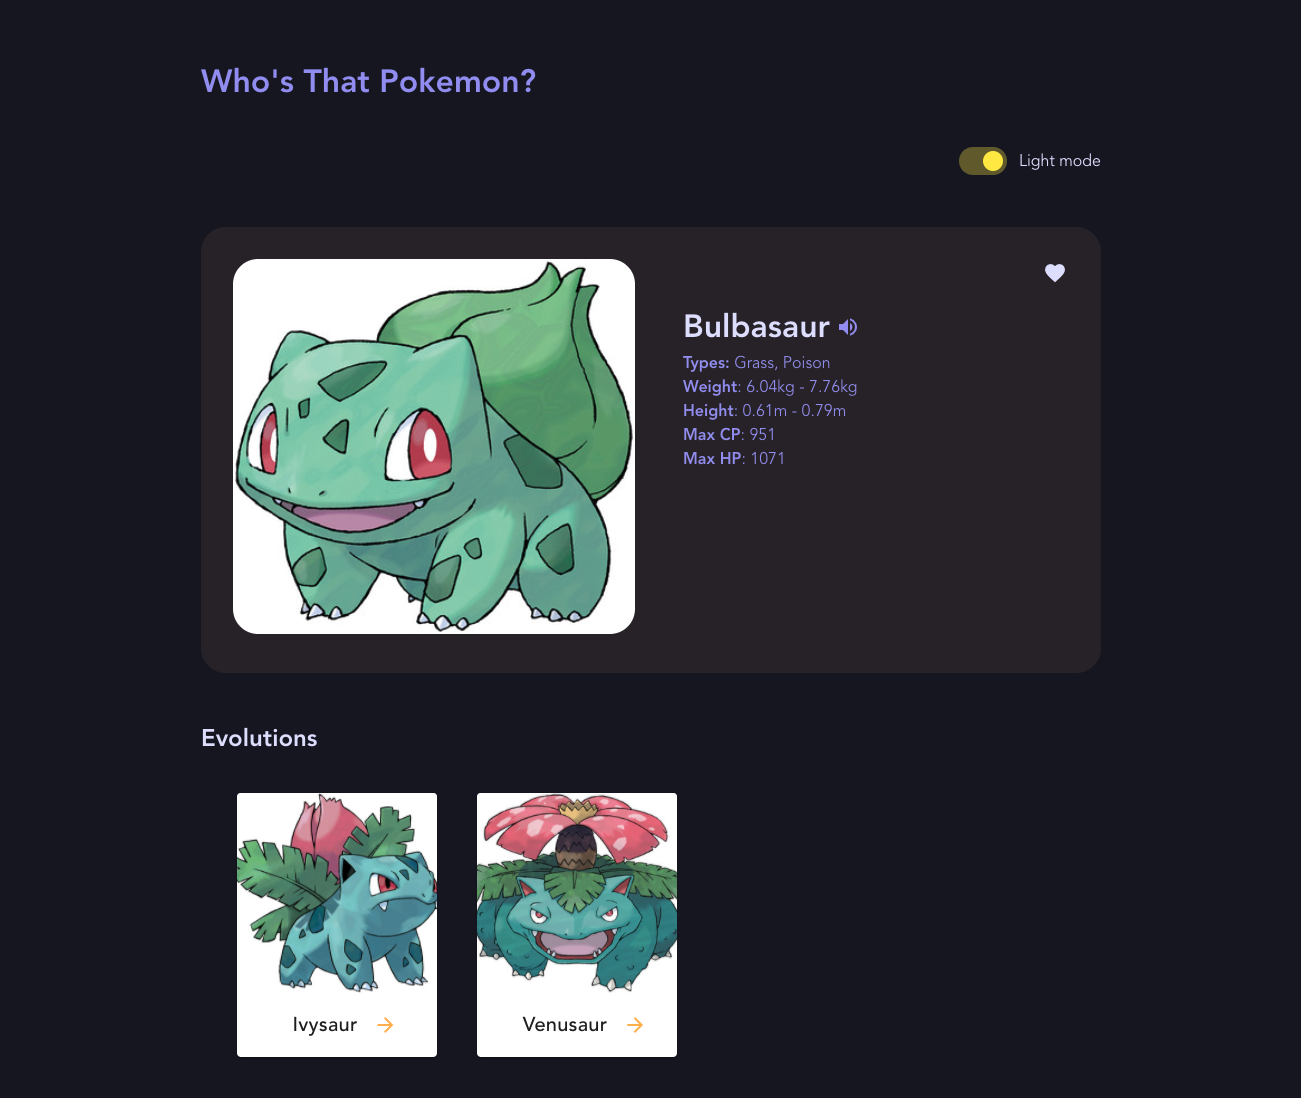 Who's That Pokemon?
Light mode
Bulbasaur
Types: Grass, Poison
Weight: 6.04kg - 7.76kg
Height: 0.61m - 0.79m
Max CP: 951
Max HP: 1071
Evolutions
Ivysaur
Venusaur